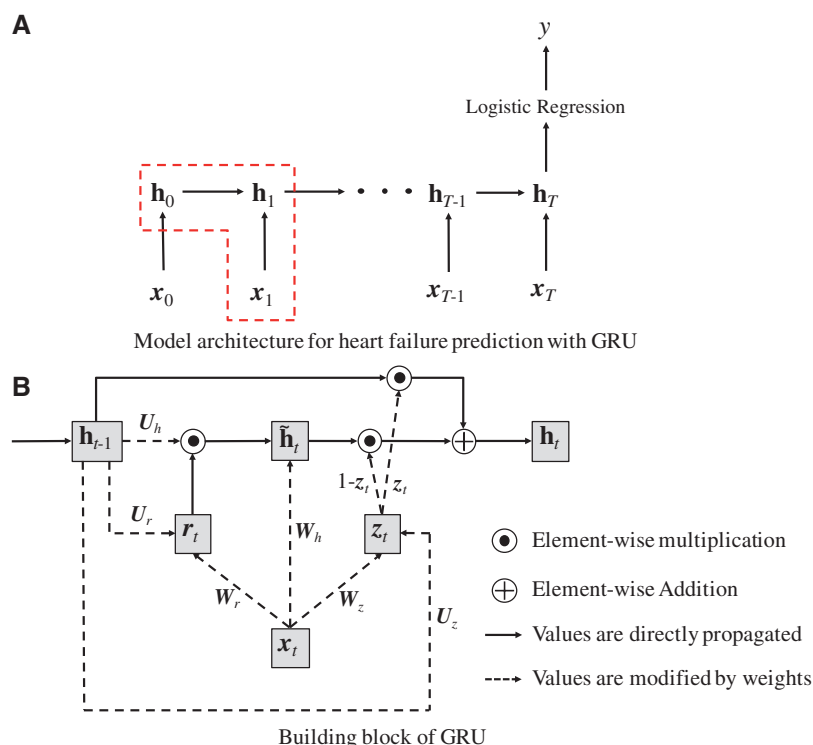 A
y
Logistic Regression
h0 h1 · · · hT-1 hT
x0 x1 xT-1 xT
Model architecture for heart failure prediction with GRU
B
ht-1 Uh h̃t ht
1-zt zt
Ur rt Wh zt
Element-wise multiplication
Wr Wz Uz
Element-wise Addition
xt
Values are directly propagated
Values are modified by weights
Building block of GRU